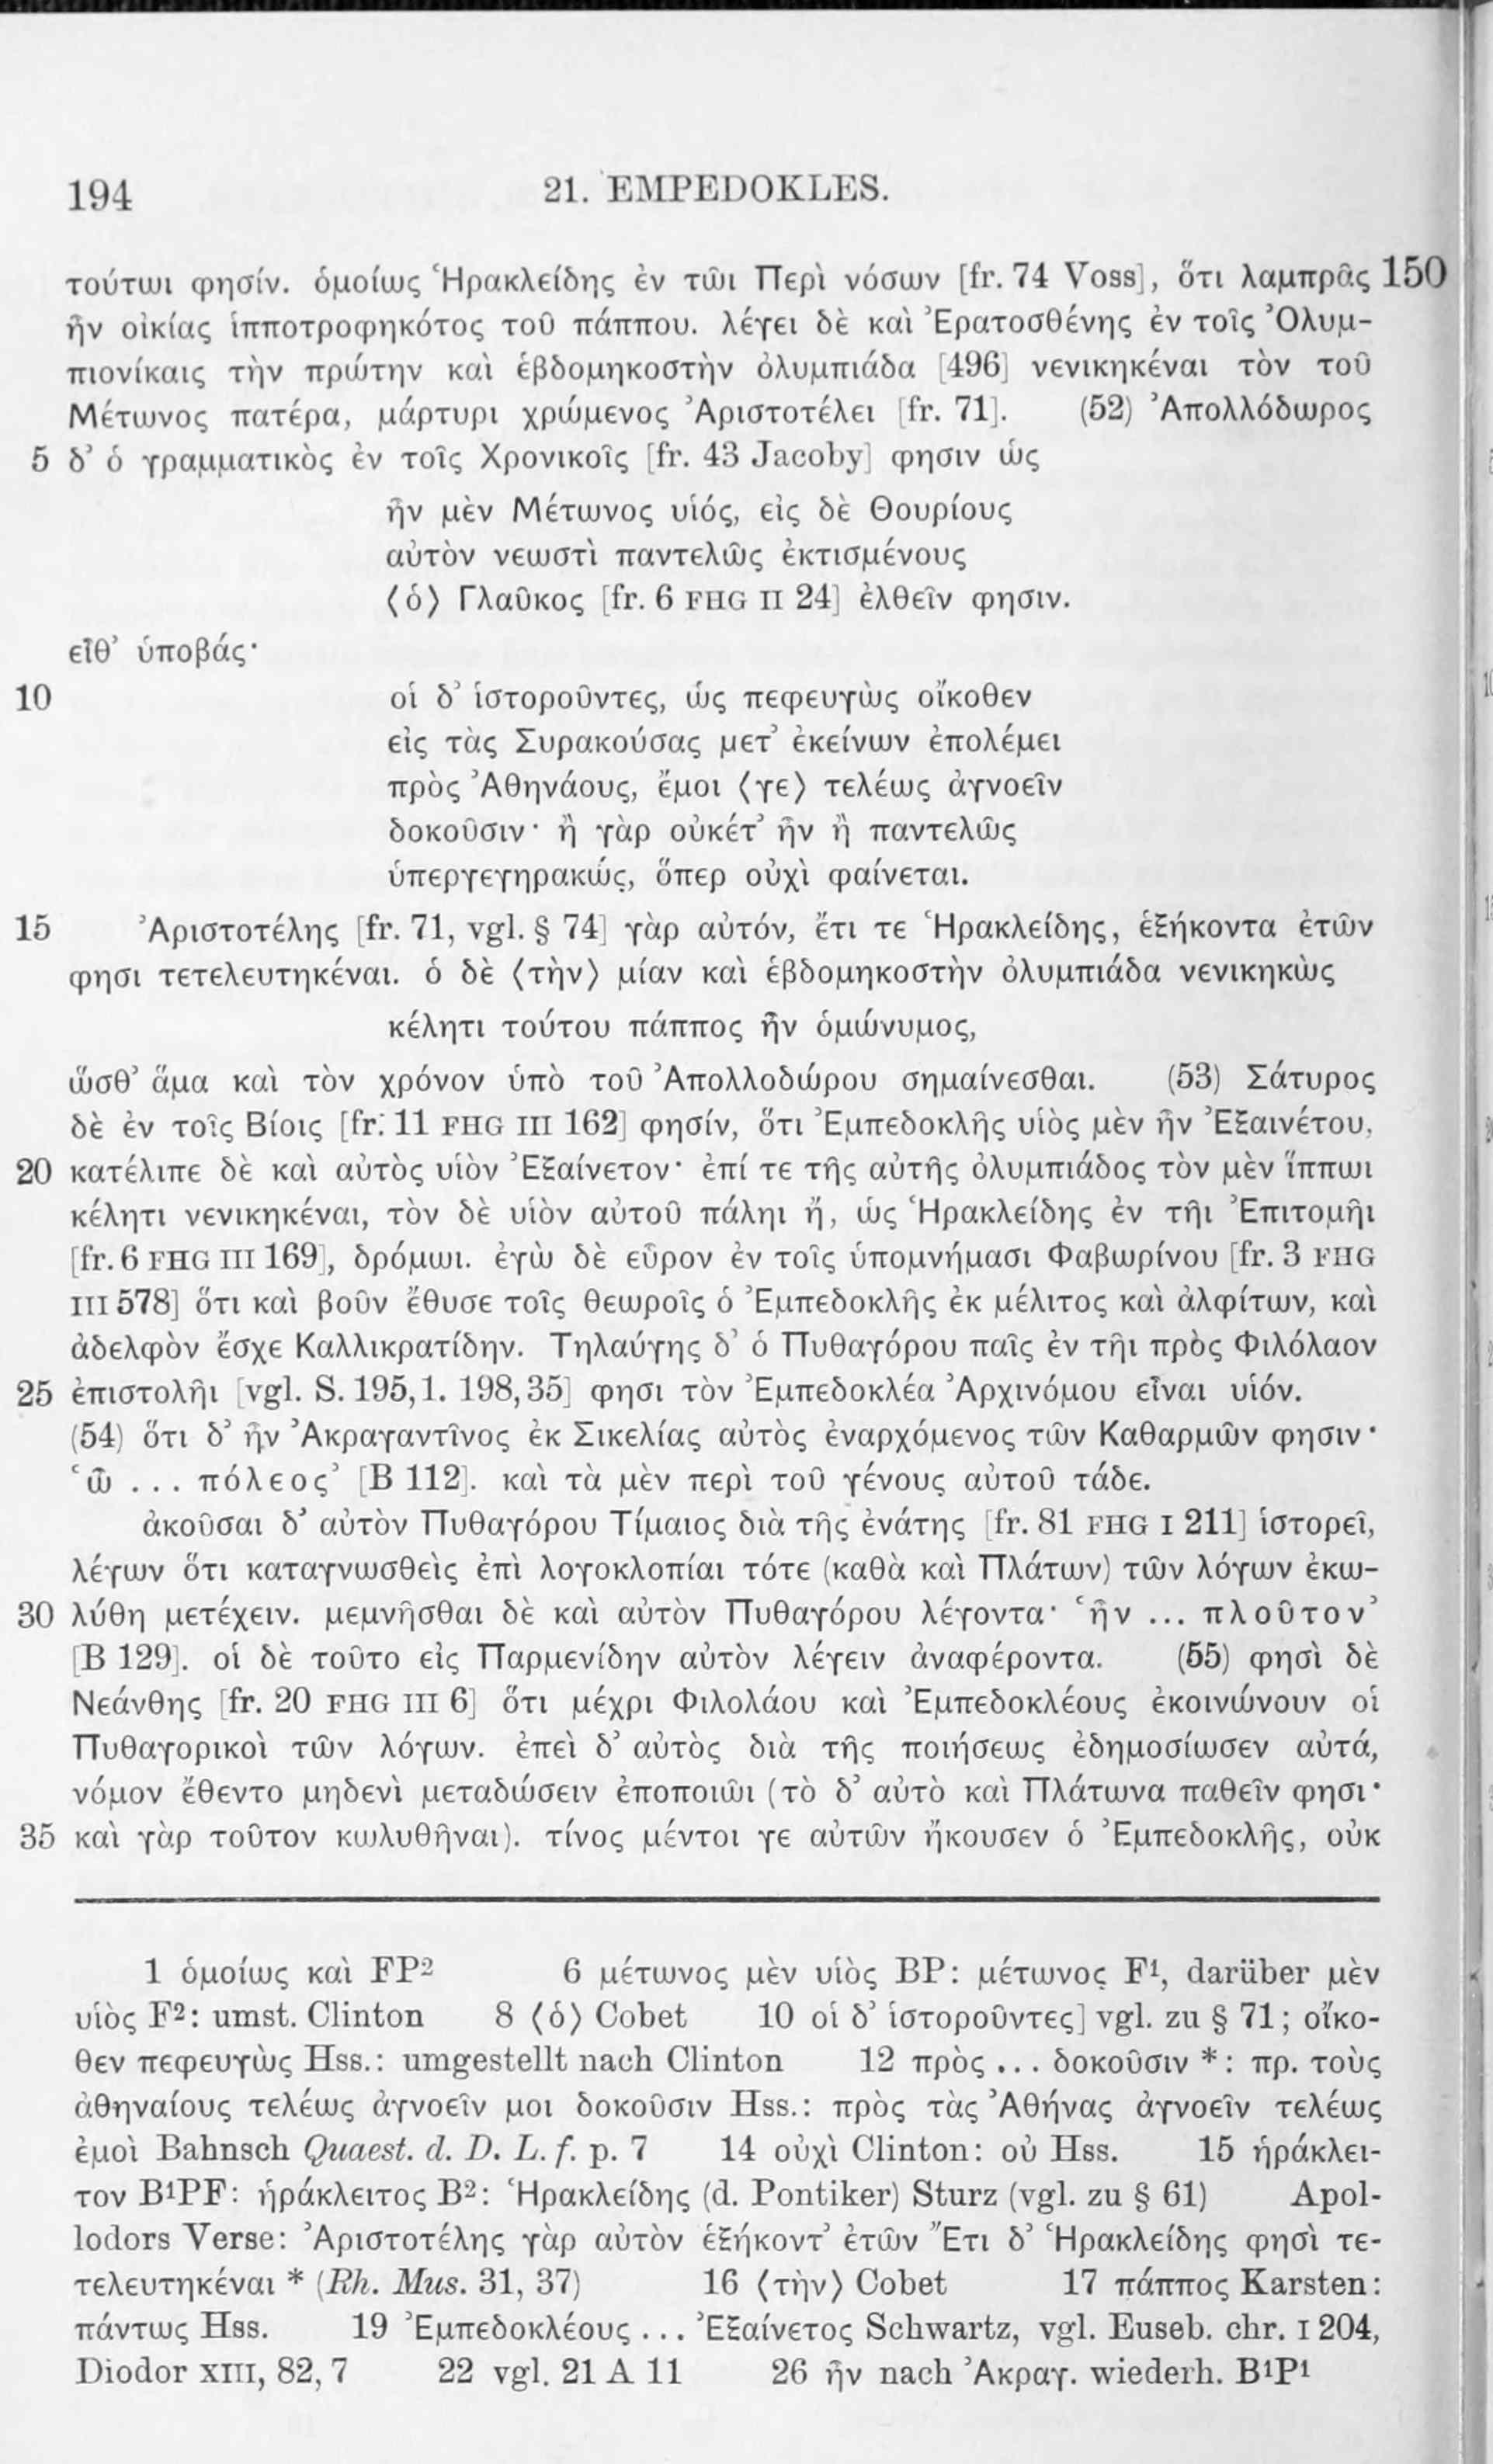 194
21. EMPEDOKLES.
τούτωι φησίν. ὁμοίως Ἡρακλείδης ἐν τῶι Περὶ νόσων [fr. 74 Voss], ὅτι λαμπρᾶς 150
ἦν οἰκίας ἱπποτροφηκότος τοῦ πάππου. λέγει δὲ καὶ Ἐρατοσθένης ἐν τοῖς Ὀλυμ-
πιονίκαις τὴν πρώτην καὶ ἑβδομηκοστὴν ὀλυμπιάδα [496] νενικηκέναι τὸν τοῦ
Μέτωνος πατέρα, μάρτυρι χρώμενος Ἀριστοτέλει [fr. 71]. (52) Ἀπολλόδωρος
5 δ’ ὁ γραμματικὸς ἐν τοῖς Χρονικοῖς [fr. 43 Jacoby] φησιν ὡς
ἦν μὲν Μέτωνος υἱός, εἰς δὲ Θουρίους
αὐτὸν νεωστὶ παντελῶς ἐκτισμένους
⟨ὁ⟩ Γλαῦκος [fr. 6 FHG II 24] ἐλθεῖν φησιν.
εἶθ’ ὑποβάς·
10 οἱ δ’ ἱστοροῦντες, ὡς πεφευγὼς οἴκοθεν
εἰς τὰς Συρακούσας μετ’ ἐκείνων ἐπολέμει
πρὸς Ἀθηνάους, ἔμοι ⟨γε⟩ τελέως ἀγνοεῖν
δοκοῦσιν· ἢ γὰρ οὐκέτ’ ἦν ἢ παντελῶς
ὑπεργεγηρακώς, ὅπερ οὐχὶ φαίνεται.
15 Ἀριστοτέλης [fr. 71, vgl. § 74] γὰρ αὐτόν, ἔτι τε Ἡρακλείδης, ἑξήκοντα ἐτῶν
φησι τετελευτηκέναι. ὁ δὲ ⟨τὴν⟩ μίαν καὶ ἑβδομηκοστὴν ὀλυμπιάδα νενικηκὼς
κέλητι τούτου πάππος ἦν ὁμώνυμος,
ὥσθ’ ἅμα καὶ τὸν χρόνον ὑπὸ τοῦ Ἀπολλοδώρου σημαίνεσθαι. (53) Σάτυρος
δὲ ἐν τοῖς Βίοις [fr. 11 FHG III 162] φησίν, ὅτι Ἐμπεδοκλῆς υἱὸς μὲν ἦν Ἐξαινέτου,
20 κατέλιπε δὲ καὶ αὐτὸς υἱὸν Ἐξαίνετον· ἐπί τε τῆς αὐτῆς ὀλυμπιάδος τὸν μὲν ἵππωι
κέλητι νενικηκέναι, τὸν δὲ υἱὸν αὐτοῦ πάληι ἤ, ὡς Ἡρακλείδης ἐν τῆι Ἐπιτομῆι
[fr. 6 FHG III 169], δρόμωι. ἐγὼ δὲ εὗρον ἐν τοῖς ὑπομνήμασι Φαβωρίνου [fr. 3 FHG
III 578] ὅτι καὶ βοῦν ἔθυσε τοῖς θεωροῖς ὁ Ἐμπεδοκλῆς ἐκ μέλιτος καὶ ἀλφίτων, καὶ
ἀδελφὸν ἔσχε Καλλικρατίδην. Τηλαύγης δ’ ὁ Πυθαγόρου παῖς ἐν τῆι πρὸς Φιλόλαον
25 ἐπιστολῆι [vgl. S. 195,1. 198,35] φησι τὸν Ἐμπεδοκλέα Ἀρχινόμου εἶναι υἱόν.
(54) ὅτι δ’ ἦν Ἀκραγαντῖνος ἐκ Σικελίας αὐτὸς ἐναρχόμενος τῶν Καθαρμῶν φησιν·
‘ὦ ... πόλεος’ [B 112]. καὶ τὰ μὲν περὶ τοῦ γένους αὐτοῦ τάδε.
ἀκοῦσαι δ’ αὐτὸν Πυθαγόρου Τίμαιος διὰ τῆς ἐνάτης [fr. 81 FHG I 211] ἱστορεῖ,
λέγων ὅτι καταγνωσθεὶς ἐπὶ λογοκλοπίαι τότε (καθὰ καὶ Πλάτων) τῶν λόγων ἐκω-
30 λύθη μετέχειν. μεμνῆσθαι δὲ καὶ αὐτὸν Πυθαγόρου λέγοντα· ‘ἦν ... πλοῦτον’
[B 129]. οἱ δὲ τοῦτο εἰς Παρμενίδην αὐτὸν λέγειν ἀναφέροντα. (55) φησὶ δὲ
Νεάνθης [fr. 20 FHG III 6] ὅτι μέχρι Φιλολάου καὶ Ἐμπεδοκλέους ἐκοινώνουν οἱ
Πυθαγορικοὶ τῶν λόγων. ἐπεὶ δ’ αὐτὸς διὰ τῆς ποιήσεως ἐδημοσίωσεν αὐτά,
νόμον ἔθεντο μηδενὶ μεταδώσειν ἐποποιῶι (τὸ δ’ αὐτὸ καὶ Πλάτωνα παθεῖν φησι·
35 καὶ γὰρ τοῦτον κωλυθῆναι). τίνος μέντοι γε αὐτῶν ἤκουσεν ὁ Ἐμπεδοκλῆς, οὐκ
1 ὁμοίως καὶ FP² 6 μέτωνος μὲν υἱὸς BP: μέτωνος F¹, darüber μὲν
υἱὸς F²: umst. Clinton 8 ⟨ὁ⟩ Cobet 10 οἱ δ’ ἱστοροῦντες] vgl. zu § 71; οἴκο-
θεν πεφευγὼς Hss.: umgestellt nach Clinton 12 πρὸς ... δοκοῦσιν *: πρ. τοὺς
ἀθηναίους τελέως ἀγνοεῖν μοι δοκοῦσιν Hss.: πρὸς τὰς Ἀθήνας ἀγνοεῖν τελέως
ἐμοὶ Bahnsch Quaest. d. D. L. f. p. 7 14 οὐχὶ Clinton: οὐ Hss. 15 ἡράκλει-
τον B¹PF: ἡράκλειτος B²: Ἡρακλείδης (d. Pontiker) Sturz (vgl. zu § 61) Apol-
lodors Verse: Ἀριστοτέλης γὰρ αὐτὸν ἑξήκοντ’ ἐτῶν Ἔτι δ’ Ἡρακλείδης φησὶ τε-
τελευτηκέναι * (Rh. Mus. 31, 37) 16 ⟨τὴν⟩ Cobet 17 πάππος Karsten:
πάντως Hss. 19 Ἐμπεδοκλέους ... Ἐξαίνετος Schwartz, vgl. Euseb. chr. I 204,
Diodor XIII, 82, 7 22 vgl. 21 A 11 26 ἦν nach Ἀκραγ. wiederh. B¹P¹